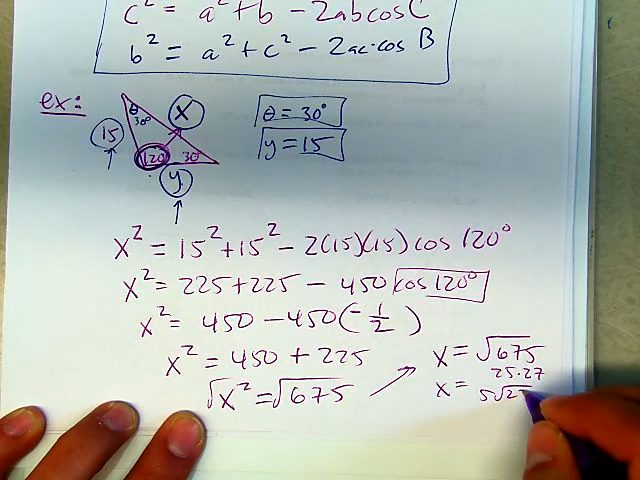 c² = a² + b - 2ab cos C
b² = a² + c² - 2ac · cos B
ex:
θ
30°
15
x
120
30°
y
θ = 30°
y = 15
x² = 15² + 15² - 2(15)(15) cos 120°
x² = 225 + 225 - 450 cos 120°
x² = 450 - 450(-1/2)
x² = 450 + 225
√x² = √675
x = √675
25·27
x = 5√2